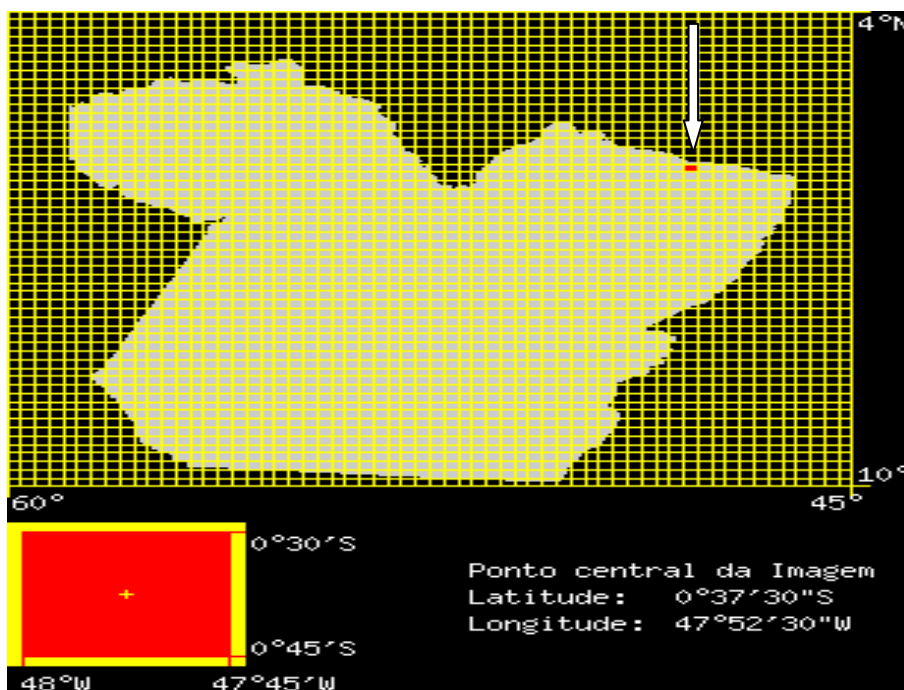 4°N
10°
60°
45°
0°30'S
Ponto central da Imagem
Latitude: 0°37'30"S
Longitude: 47°52'30"W
0°45'S
48°W
47°45'W